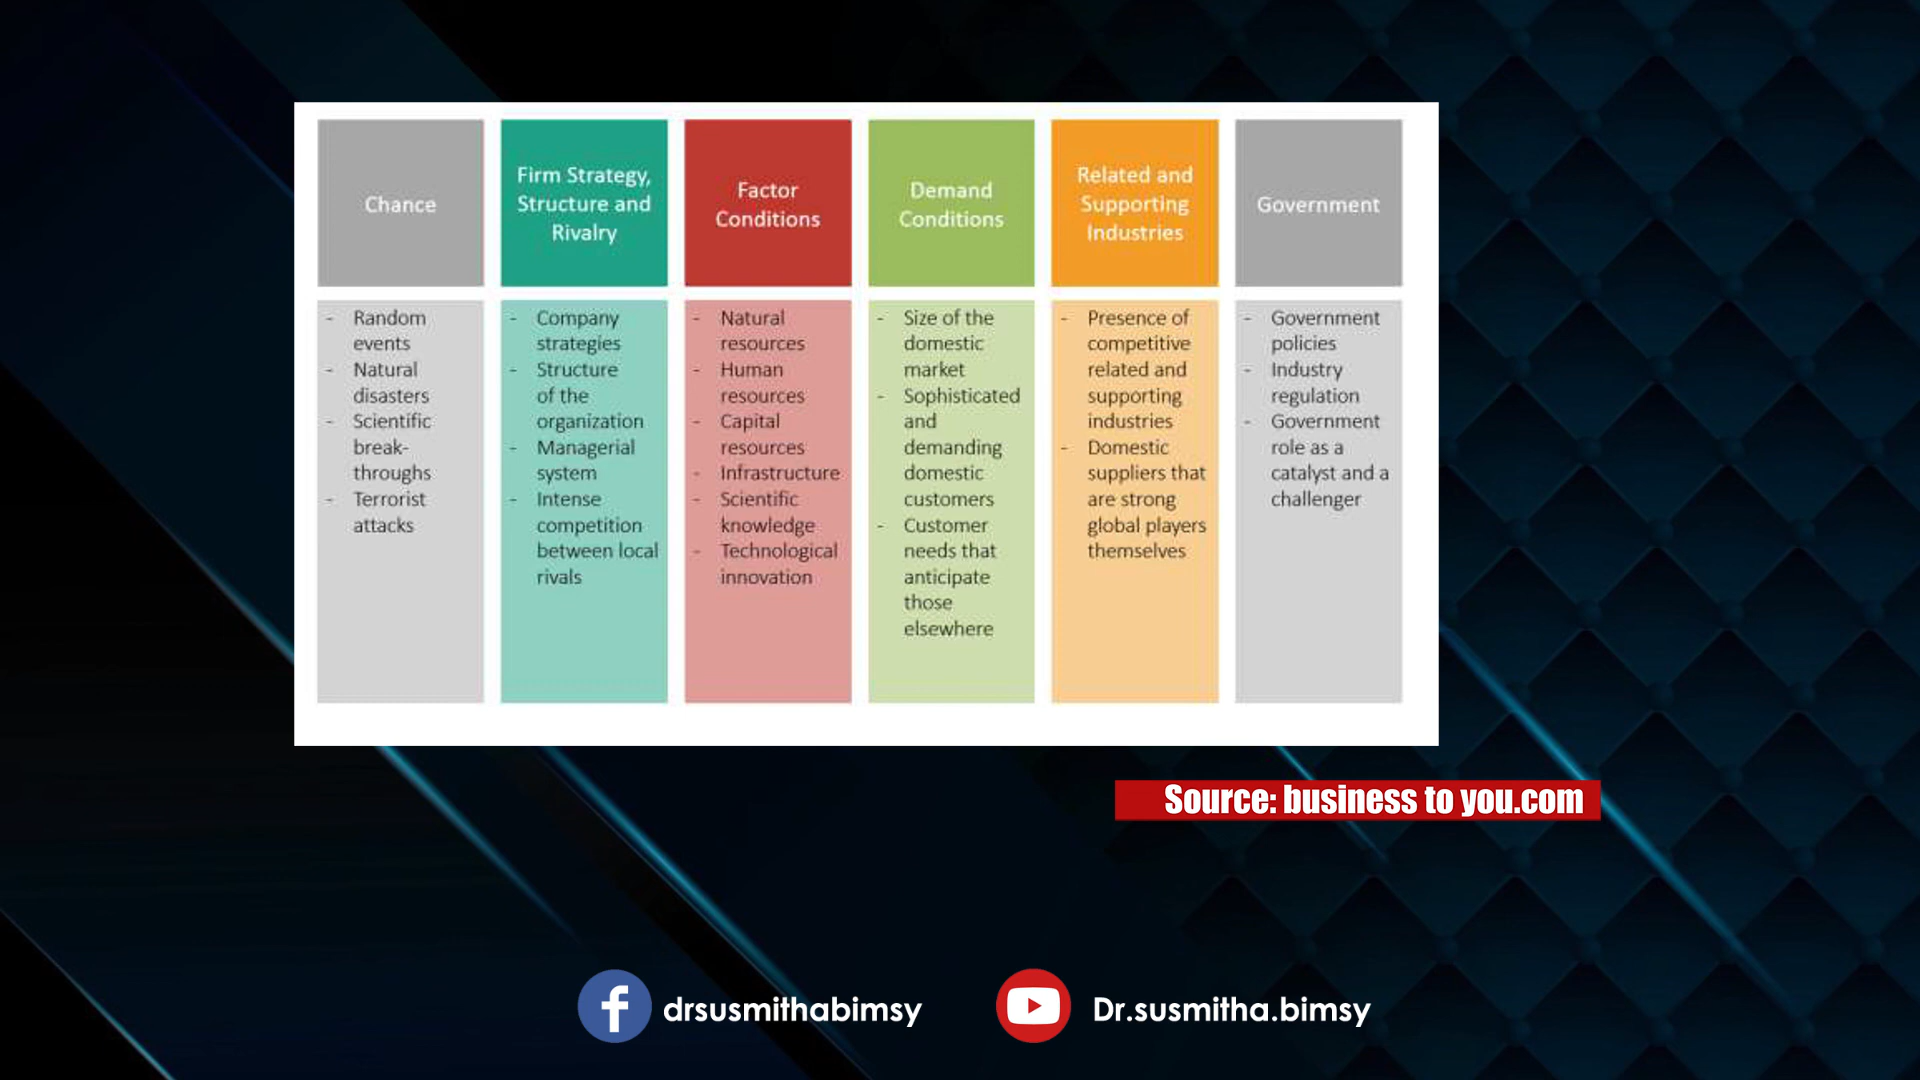 Chance
Firm Strategy,
Structure and
Rivalry
Factor
Conditions
Demand
Conditions
Related and
Supporting
Industries
Government
- Random
events
- Natural
disasters
- Scientific
break-
throughs
- Terrorist
attacks
- Company
strategies
- Structure
of the
organization
- Managerial
system
- Intense
competition
between local
rivals
- Natural
resources
- Human
resources
- Capital
resources
- Infrastructure
- Scientific
knowledge
- Technological
innovation
- Size of the
domestic
market
- Sophisticated
and
demanding
domestic
customers
- Customer
needs that
anticipate
those
elsewhere
- Presence of
competitive
related and
supporting
industries
- Domestic
suppliers that
are strong
global players
themselves
- Government
policies
- Industry
regulation
- Government
role as a
catalyst and a
challenger
Source: business to you.com
drsusmithabimsy
Dr.susmitha.bimsy